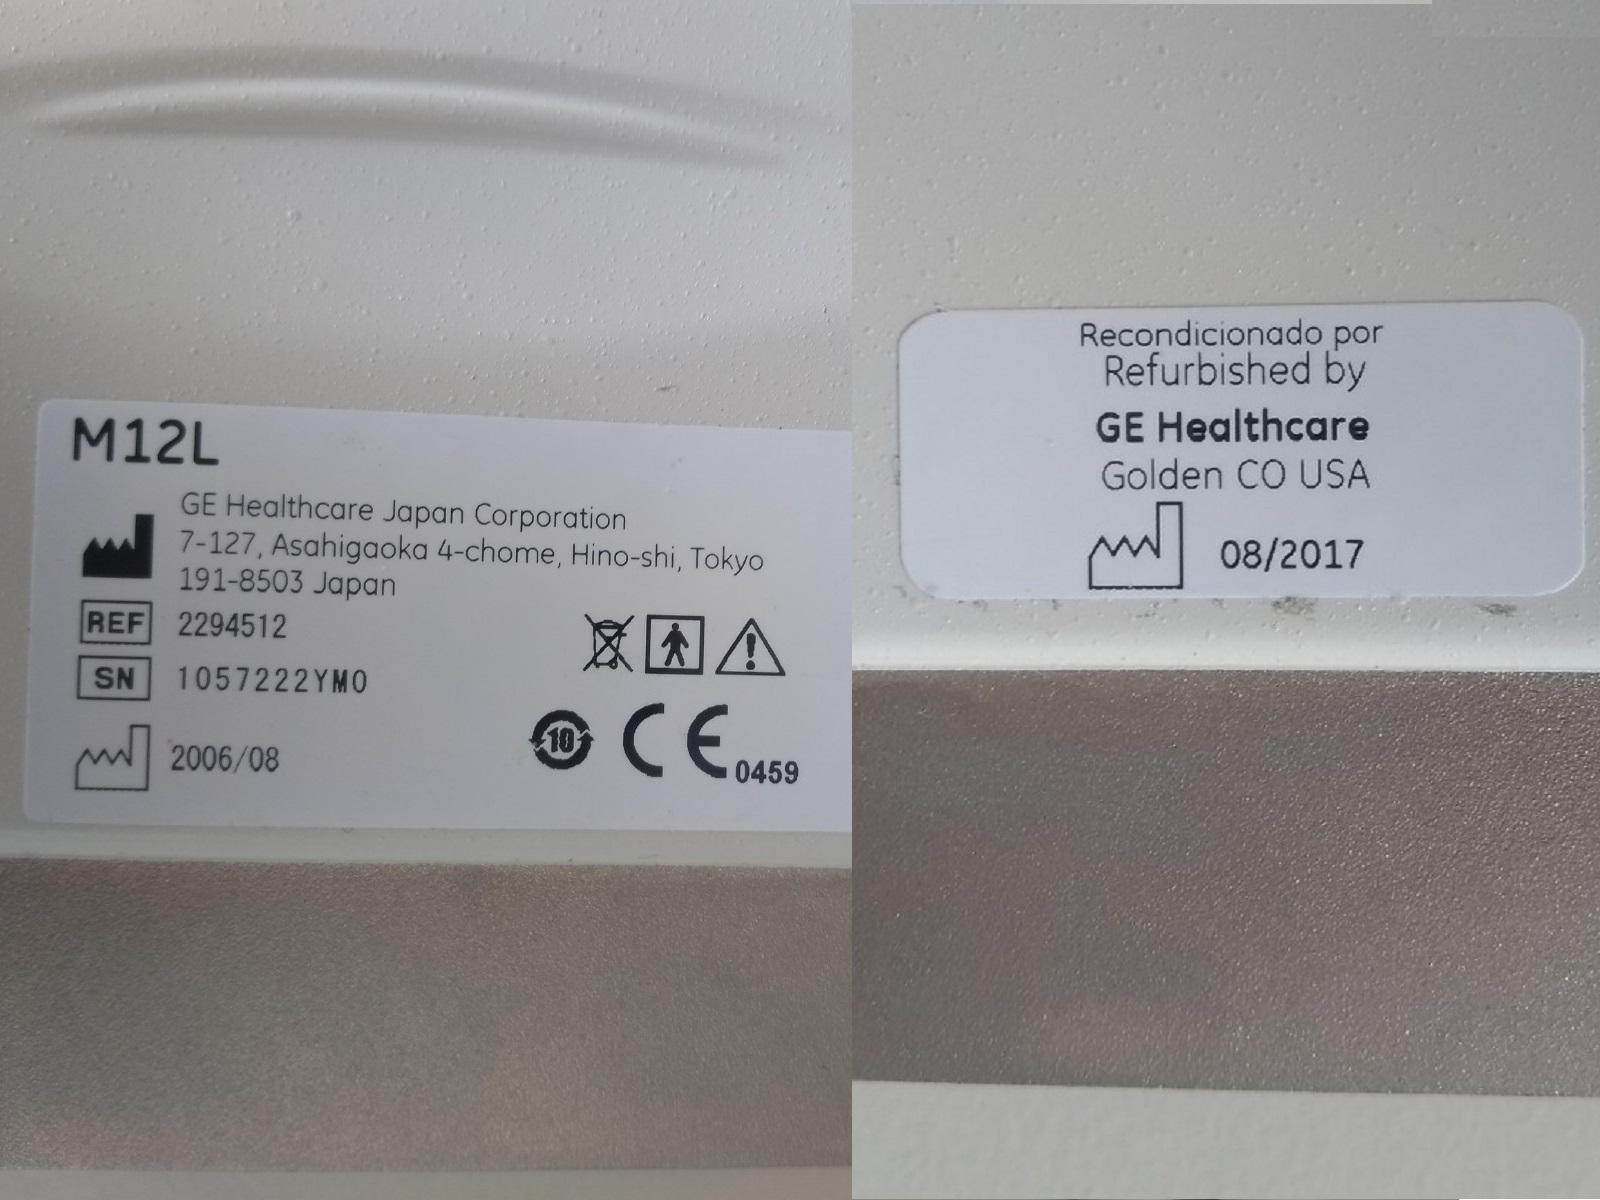 M12L
GE Healthcare Japan Corporation
7-127, Asahigaoka 4-chome, Hino-shi, Tokyo
191-8503 Japan
REF 2294512
SN 1057222YM0
2006/08
10
CE 0459
Recondicionado por
Refurbished by
GE Healthcare
Golden CO USA
08/2017